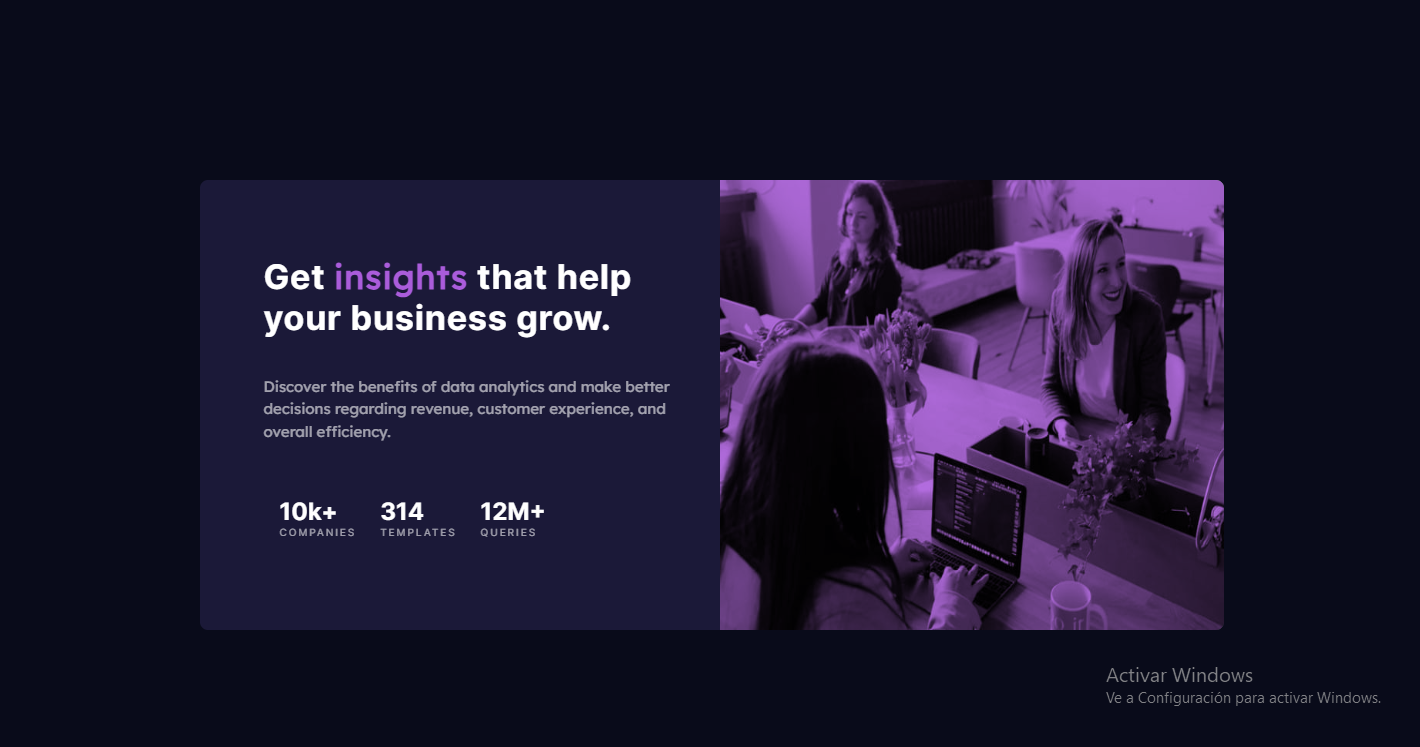 Get insights that help
your business grow.
Discover the benefits of data analytics and make better
decisions regarding revenue, customer experience, and
overall efficiency.
10k+ 314 12M+
COMPANIES TEMPLATES QUERIES
Activar Windows
Ve a Configuración para activar Windows.